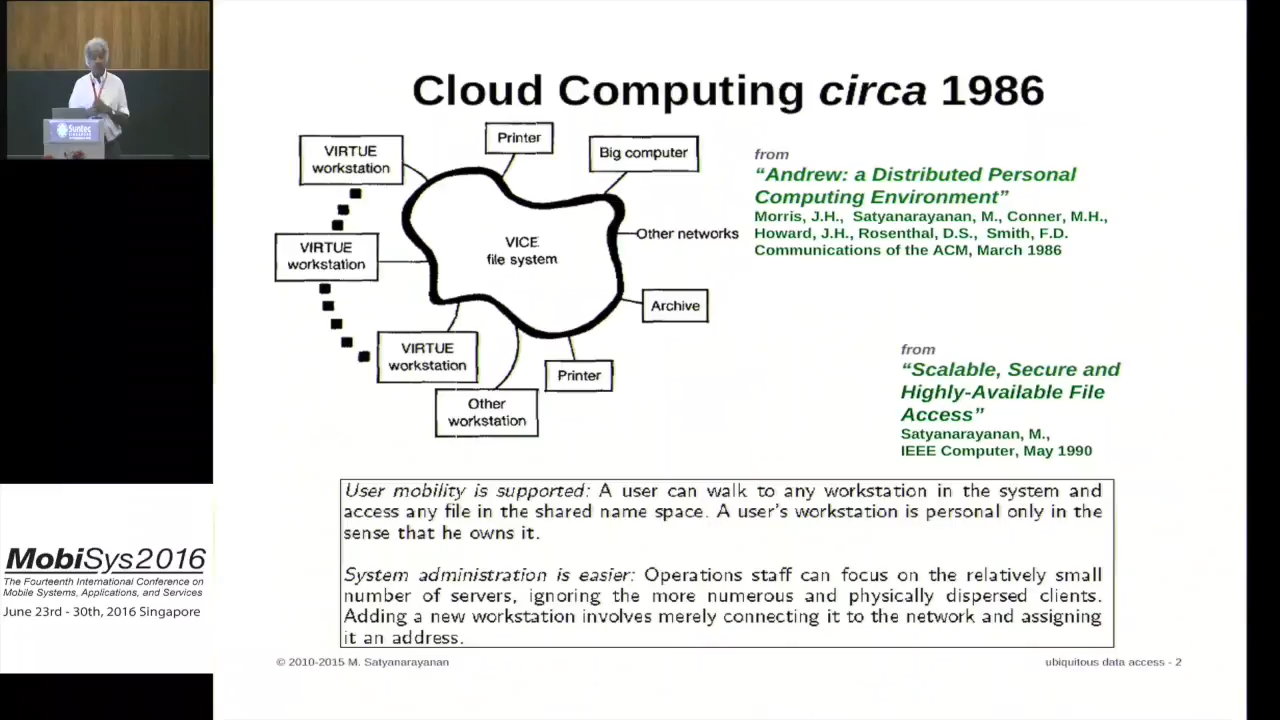 Cloud Computing circa 1986
VIRTUE
workstation
Printer
Big computer
VIRTUE
workstation
VICE
file system
Other networks
Archive
VIRTUE
workstation
Printer
Other
workstation
from
“Andrew: a Distributed Personal
Computing Environment”
Morris, J.H., Satyanarayanan, M., Conner, M.H.,
Howard, J.H., Rosenthal, D.S., Smith, F.D.
Communications of the ACM, March 1986
from
“Scalable, Secure and
Highly-Available File
Access”
Satyanarayanan, M.,
IEEE Computer, May 1990
User mobility is supported: A user can walk to any workstation in the system and
access any file in the shared name space. A user's workstation is personal only in the
sense that he owns it.
System administration is easier: Operations staff can focus on the relatively small
number of servers, ignoring the more numerous and physically dispersed clients.
Adding a new workstation involves merely connecting it to the network and assigning
it an address.
© 2010-2015 M. Satyanarayanan
ubiquitous data access - 2
Suntec
MobiSys2016
The Fourteenth International Conference on
Mobile Systems, Applications, and Services
June 23rd - 30th, 2016 Singapore